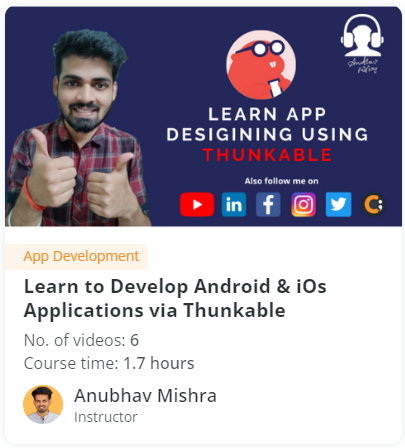 LEARN APP
DESIGINING USING
THUNKABLE
Also follow me on
in
App Development
Learn to Develop Android & iOs
Applications via Thunkable
No. of videos: 6
Course time: 1.7 hours
Anubhav Mishra
Instructor